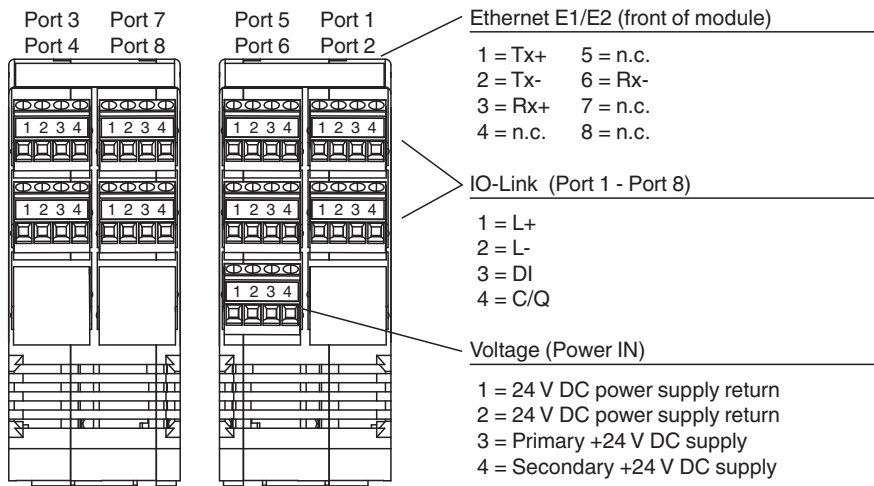 Port 3 Port 7 Port 5 Port 1
Port 4 Port 8 Port 6 Port 2
Ethernet E1/E2 (front of module)
1 = Tx+ 5 = n.c.
2 = Tx- 6 = Rx-
3 = Rx+ 7 = n.c.
4 = n.c. 8 = n.c.
1 2 3 4 1 2 3 4 1 2 3 4 1 2 3 4
IO-Link (Port 1 - Port 8)
1 2 3 4 1 2 3 4 1 2 3 4 1 2 3 4
1 = L+
2 = L-
3 = DI
4 = C/Q
1 2 3 4
Voltage (Power IN)
1 = 24 V DC power supply return
2 = 24 V DC power supply return
3 = Primary +24 V DC supply
4 = Secondary +24 V DC supply